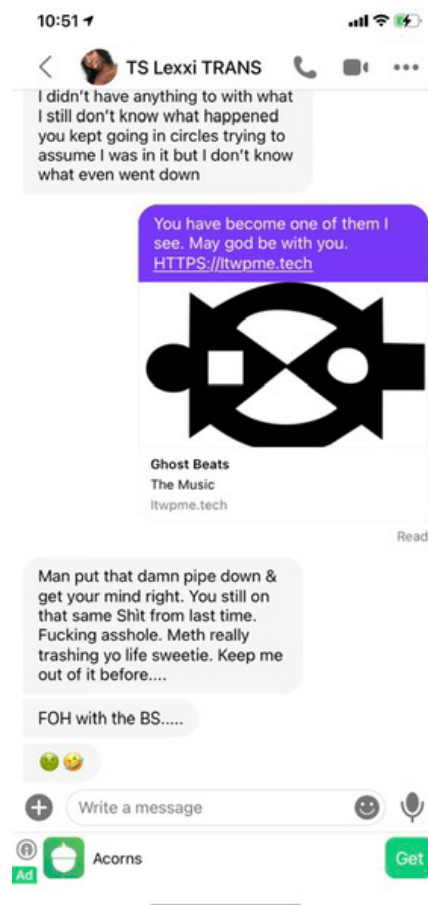 10:51
TS Lexxi TRANS
I didn't have anything to with what
I still don't know what happened
you kept going in circles trying to
assume I was in it but I don't know
what even went down
You have become one of them I
see. May god be with you.
HTTPS://ltwpme.tech
Ghost Beats
The Music
ltwpme.tech
Read
Man put that damn pipe down &
get your mind right. You still on
that same Shìt from last time.
Fucking asshole. Meth really
trashing yo life sweetie. Keep me
out of it before....
FOH with the BS.....
Write a message
Ad
Acorns
Get